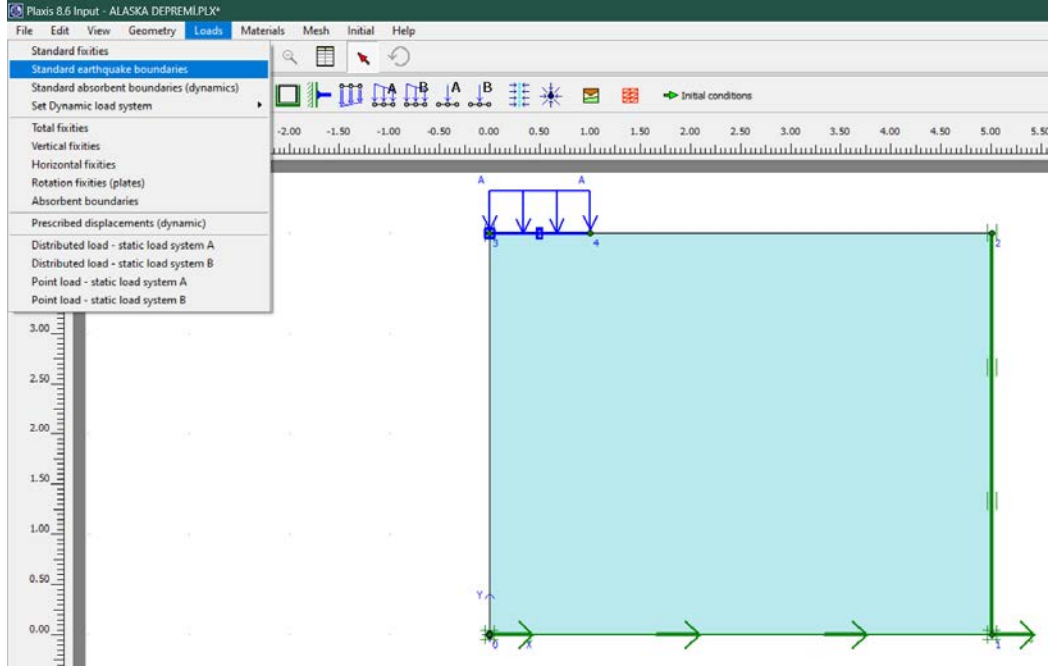 Plaxis 8.6 Input - ALASKA DEPREMİ.PLX*
File Edit View Geometry Loads Materials Mesh Initial Help
Standard fixities
Standard earthquake boundaries
Standard absorbent boundaries (dynamics)
Set Dynamic load system
Total fixities
Vertical fixities
Horizontal fixities
Rotation fixities (plates)
Absorbent boundaries
Prescribed displacements (dynamic)
Distributed load - static load system A
Distributed load - static load system B
Point load - static load system A
Point load - static load system B
A B A B Initial conditions
-2.00 -1.50 -1.00 -0.50 0.00 0.50 1.00 1.50 2.00 2.50 3.00 3.50 4.00 4.50 5.00 5.50
A A
3 4 2
3.00
2.50
2.00
1.50
1.00
0.50
Y
0.00
0 X 1